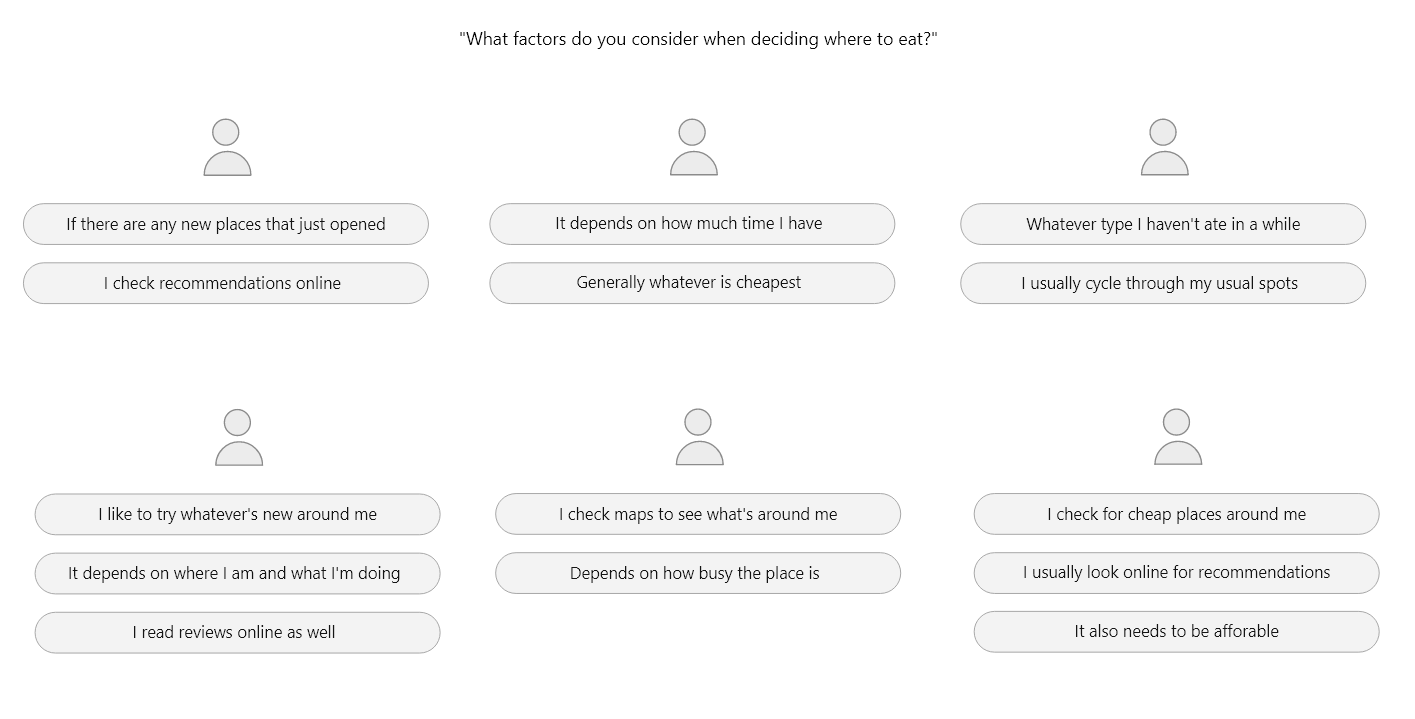 "What factors do you consider when deciding where to eat?"
If there are any new places that just opened
I check recommendations online
It depends on how much time I have
Generally whatever is cheapest
Whatever type I haven't ate in a while
I usually cycle through my usual spots
I like to try whatever's new around me
It depends on where I am and what I'm doing
I read reviews online as well
I check maps to see what's around me
Depends on how busy the place is
I check for cheap places around me
I usually look online for recommendations
It also needs to be afforable